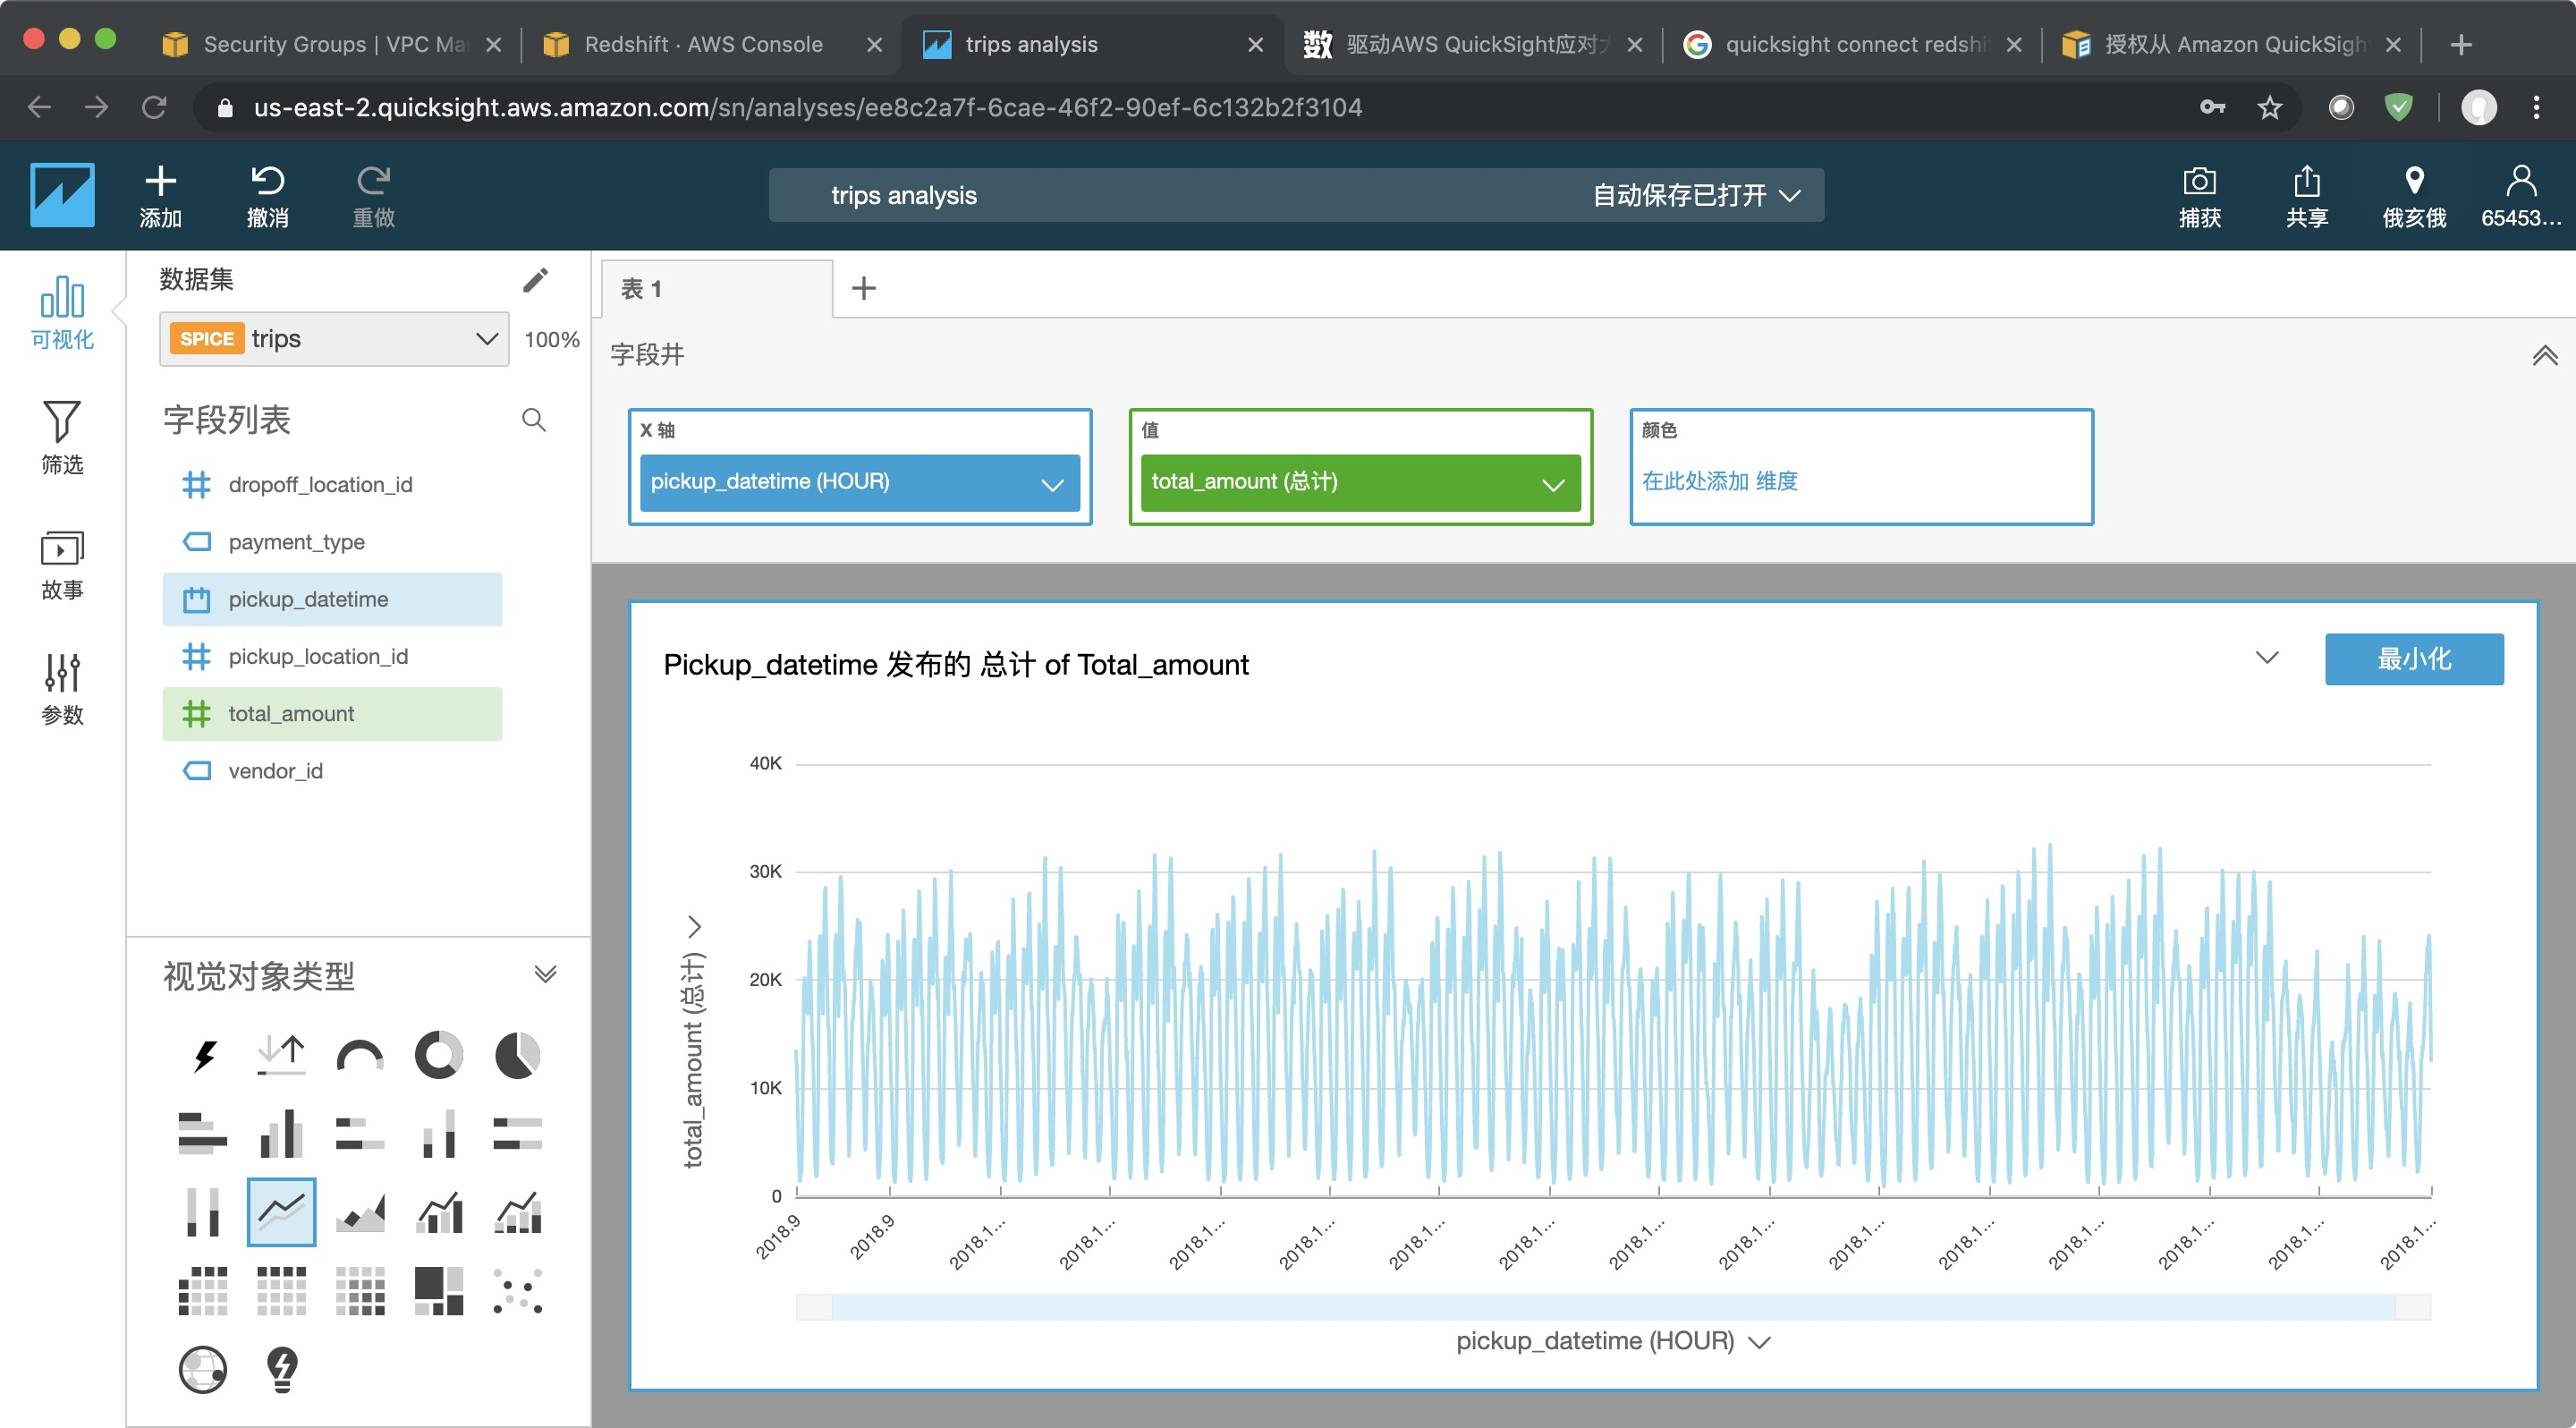 Security Groups | VPC Ma
Redshift · AWS Console
trips analysis
数 驱动AWS QuickSight应对
quicksight connect redshi
授权从 Amazon QuickSigh
us-east-2.quicksight.aws.amazon.com/sn/analyses/ee8c2a7f-6cae-46f2-90ef-6c132b2f3104
添加
撤消
重做
trips analysis
自动保存已打开
捕获
共享
俄亥俄
65453...
可视化
筛选
故事
参数
数据集
SPICE trips
100%
字段列表
dropoff_location_id
payment_type
pickup_datetime
pickup_location_id
total_amount
vendor_id
视觉对象类型
表 1
字段井
X 轴
pickup_datetime (HOUR)
值
total_amount (总计)
颜色
在此处添加 维度
Pickup_datetime 发布的 总计 of Total_amount
最小化
40K
30K
20K
10K
0
total_amount (总计)
2018.9
2018.9
2018.1...
2018.1...
2018.1...
2018.1...
2018.1...
2018.1...
2018.1...
2018.1...
2018.1...
2018.1...
2018.1...
2018.1...
2018.1...
2018.1...
pickup_datetime (HOUR)